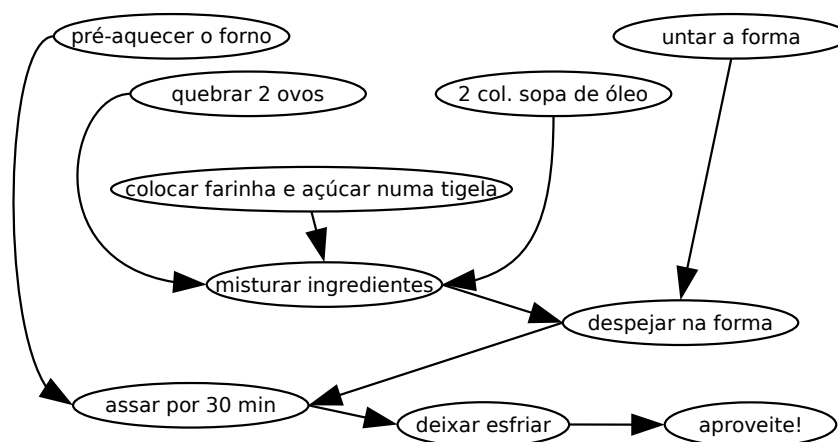 pré-aquecer o forno
untar a forma
quebrar 2 ovos
2 col. sopa de óleo
colocar farinha e açúcar numa tigela
misturar ingredientes
despejar na forma
assar por 30 min
deixar esfriar
aproveite!